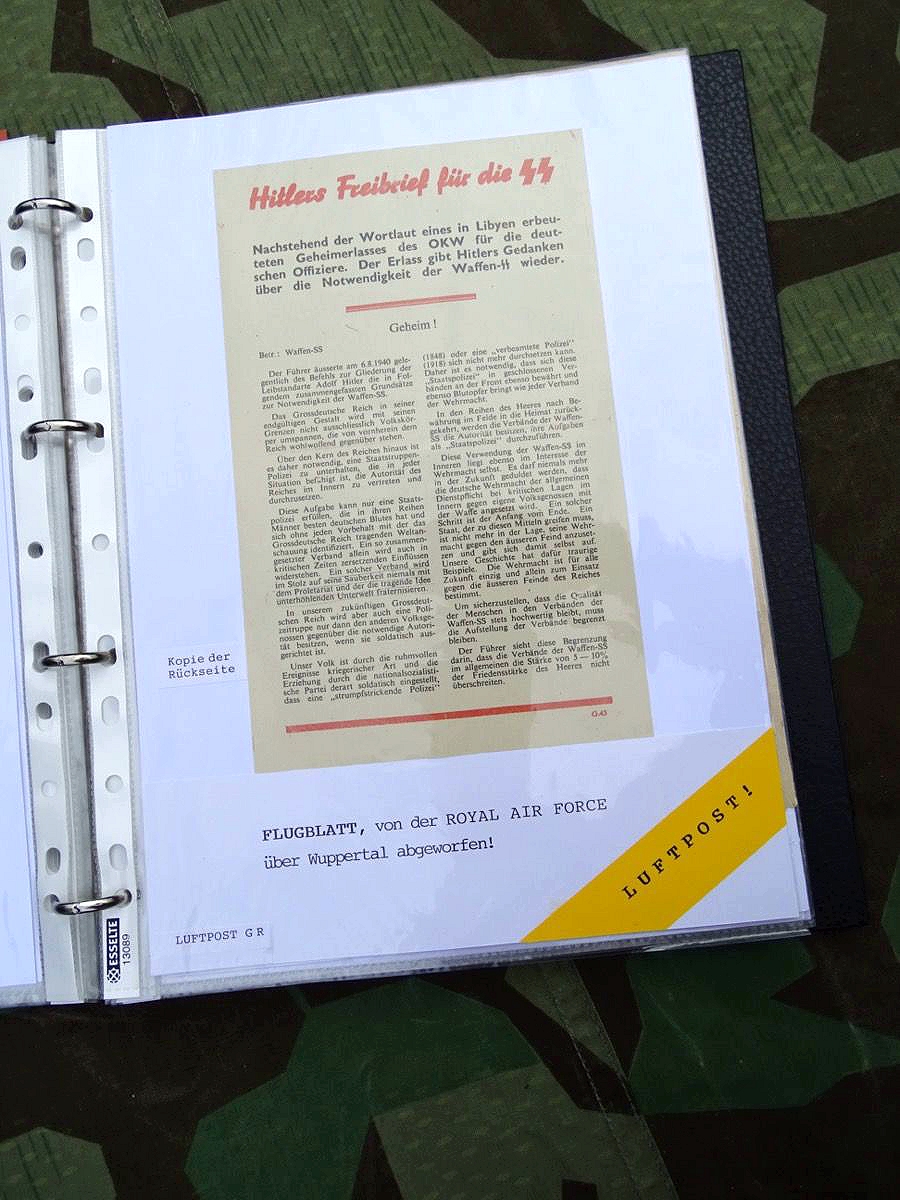 Hitlers Freibrief für die SS
Nachstehend der Wortlaut eines in Libyen erbeu-
teten Geheimerlasses des OKW für die deut-
schen Offiziere. Der Erlass gibt Hitlers Gedanken
über die Notwendigkeit der Waffen-SS wieder.
Geheim !
Betr.: Waffen-SS
Der Führer äusserte am 6.8.1940 gele-
gentlich des Befehls zur Gliederung der
Leibstandarte Adolf Hitler die in Fol-
gendem zusammengefassten Grundsätze
zur Notwendigkeit der Waffen-SS.
Das Grossdeutsche Reich in seiner
endgültigen Gestalt wird mit seinen
Grenzen nicht ausschliesslich Volkskör-
per umspannen, die von vornherein dem
Reich wohlwollend gegenüber stehen.
Über den Kern des Reiches hinaus ist
es daher notwendig, eine Staatstruppen-
Polizei zu unterhalten, die in jeder
Situation befähigt ist, die Autorität des
Reiches im Innern zu vertreten und
durchzusetzen.
Diese Aufgabe kann nur eine Staats-
polizei erfüllen, die in ihren Reihen
Männer besten deutschen Blutes hat und
sich ohne jeden Vorbehalt mit der das
Grossdeutsche Reich tragenden Weltan-
schauung identifiziert. Ein so zusammen-
gesetzter Verband allein wird auch in
kritischen Zeiten zersetzenden Einflüssen
widerstehen. Ein solcher Verband wird
im Stolz auf seine Sauberkeit niemals mit
dem Proletariat und der die tragende Idee
unterhöhlenden Unterwelt fraternisieren.
In unserem zukünftigen Grossdeut-
schen Reich wird aber auch eine Poli-
zeitruppe nur dann den anderen Volksge-
nossen gegenüber die notwendige Autori-
tät besitzen, wenn sie soldatisch aus-
gerichtet ist.
Unser Volk ist durch die ruhmvollen
Ereignisse kriegerischer Art und die
Erziehung durch die nationalsozialisti-
sche Partei derart soldatisch eingestellt,
dass eine „strumpfstrickende Polizei"
(1848) oder eine „verbeamtete Polizei"
(1918) sich nicht mehr durchsetzen kann.
Daher ist es notwendig, dass sich diese
„Staatspolizei" in geschlossenen Ver-
bänden an der Front ebenso bewährt und
ebenso Blutopfer bringt wie jeder Verband
der Wehrmacht.
In den Reihen des Heeres nach Be-
währung im Felde in die Heimat zurück-
gekehrt, werden die Verbände der Waffen-
SS die Autorität besitzen, ihre Aufgaben
als „Staatspolizei" durchzuführen.
Diese Verwendung der Waffen-SS im
Inneren liegt ebenso im Interesse der
Wehrmacht selbst. Es darf niemals mehr
in der Zukunft geduldet werden, dass
die deutsche Wehrmacht der allgemeinen
Dienstpflicht bei kritischen Lagen im
Innern gegen eigene Volksgenossen mit
der Waffe angesetzt wird. Ein solcher
Schritt ist der Anfang vom Ende. Ein
Staat, der zu diesen Mitteln greifen muss,
ist nicht mehr in der Lage, seine Wehr-
macht gegen den äusseren Feind anzuset-
zen und gibt sich damit selbst auf.
Unsere Geschichte hat dafür traurige
Beispiele. Die Wehrmacht ist für alle
Zukunft einzig und allein zum Einsatz
gegen die äusseren Feinde des Reiches
bestimmt.
Um sicherzustellen, dass die Qualität
der Menschen in den Verbänden der
Waffen-SS stets hochwertig bleibt, muss
die Aufstellung der Verbände begrenzt
bleiben.
Der Führer sieht diese Begrenzung
darin, dass die Verbände der Waffen-SS
im allgemeinen die Stärke von 5 — 10%
der Friedensstärke des Heeres nicht
überschreiten.
G.43
Kopie der
Rückseite
FLUGBLATT, von der ROYAL AIR FORCE
über Wuppertal abgeworfen!
LUFTPOST!
LUFTPOST G R
ESSELTE
13089